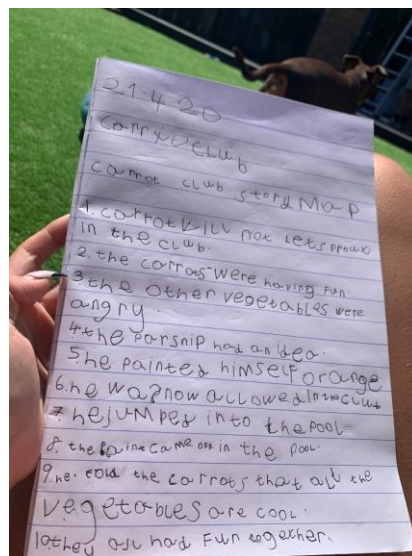 21.4.20
CLUB
carrot club story Map
1. carrot will not let
in the club.
2. the carrots were having fun
3. the other vegetables were
angry.
4. the parsnip had an idea.
5. he painted himself orange
6. he was now allowed in the club
7. he jumped into the pool
8. the paint came off in the pool.
9. he told the carrots that all the
vegetables are cool.
10 they all had fun together.